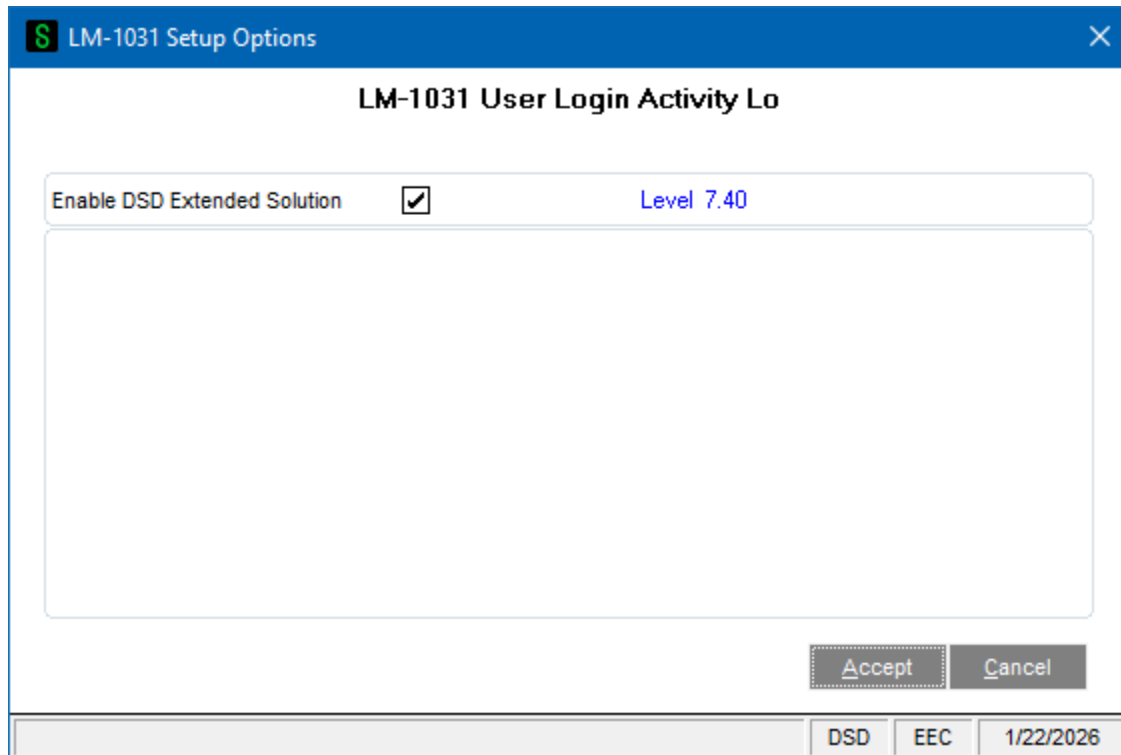 S LM-1031 Setup Options
LM-1031 User Login Activity Lo
Enable DSD Extended Solution Level 7.40
Accept Cancel
DSD EEC 1/22/2026